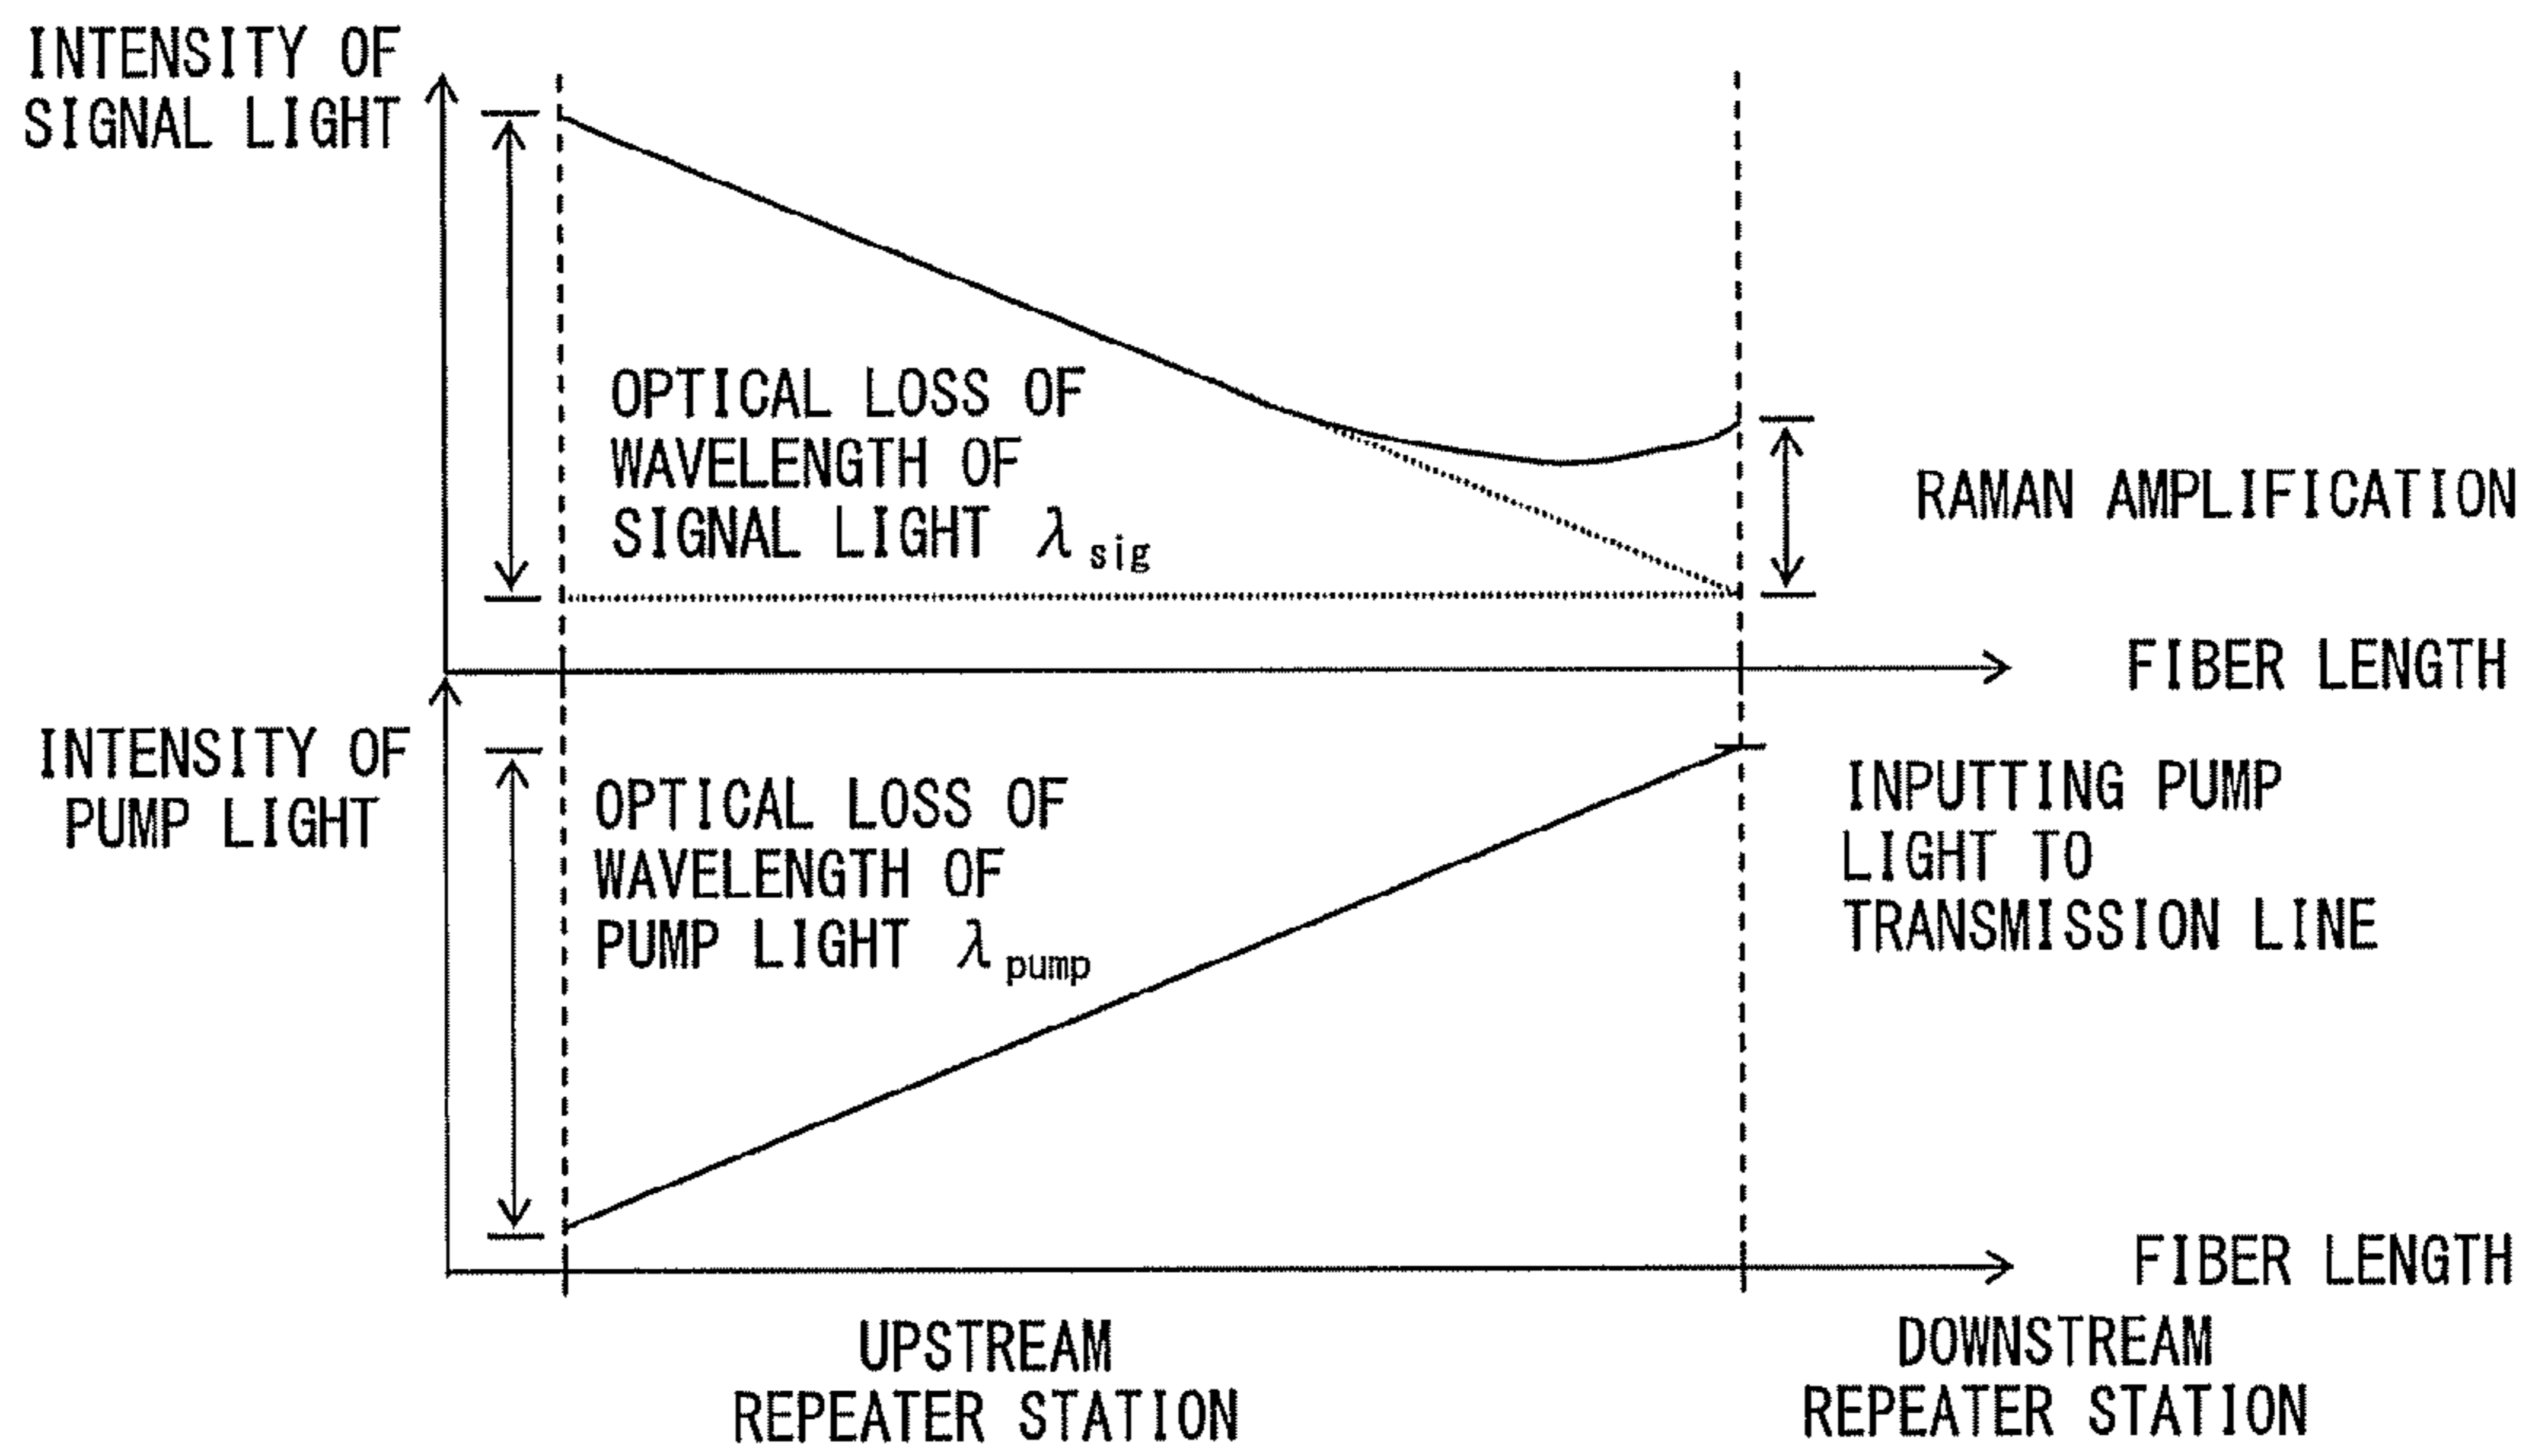 INTENSITY OF
SIGNAL LIGHT
OPTICAL LOSS OF
WAVELENGTH OF
SIGNAL LIGHT λsig
RAMAN AMPLIFICATION
FIBER LENGTH
INTENSITY OF
PUMP LIGHT
OPTICAL LOSS OF
WAVELENGTH OF
PUMP LIGHT λpump
INPUTTING PUMP
LIGHT TO
TRANSMISSION LINE
FIBER LENGTH
UPSTREAM
REPEATER STATION
DOWNSTREAM
REPEATER STATION